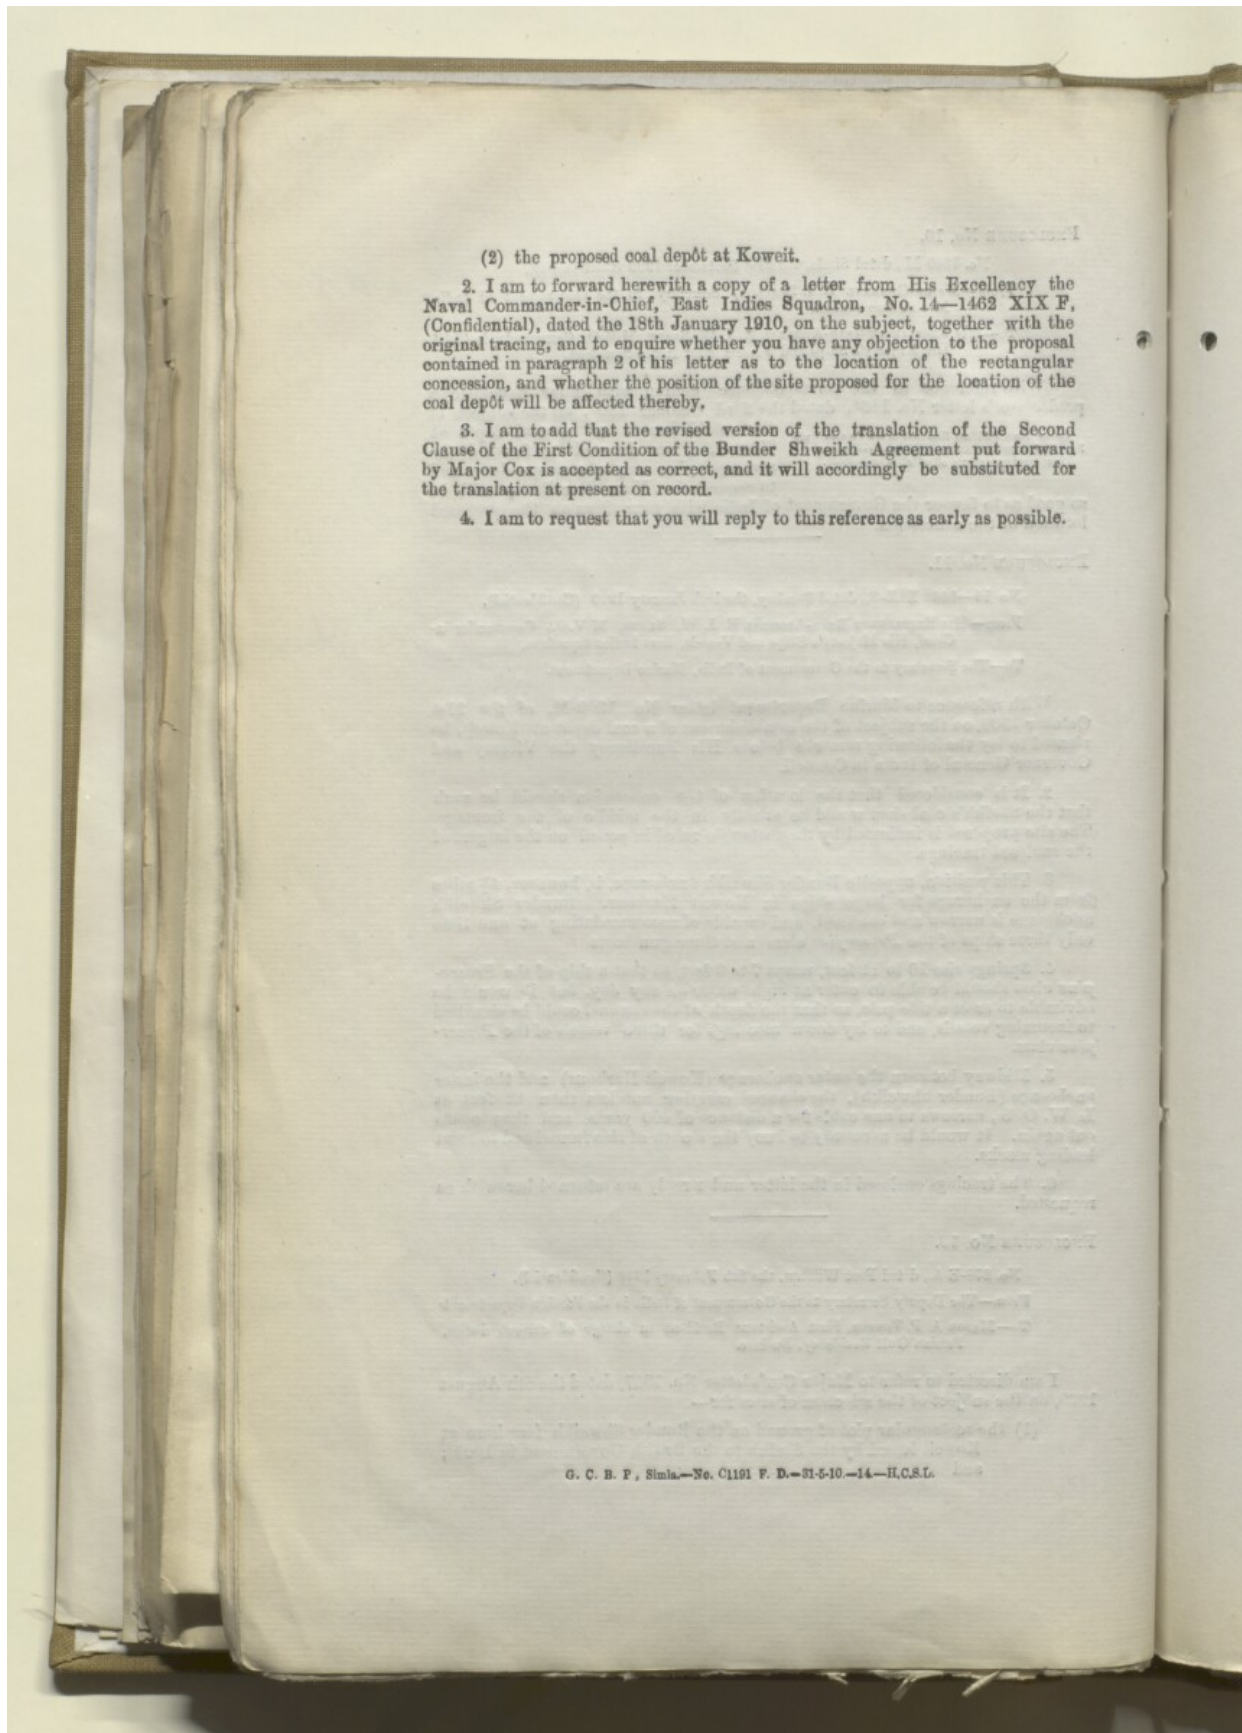 (2) the proposed coal depôt at Koweit.
2. I am to forward herewith a copy of a letter from His Excellency the
Naval Commander-in-Chief, East Indies Squadron, No. 14—1462 XIX F,
(Confidential), dated the 18th January 1910, on the subject, together with the
original tracing, and to enquire whether you have any objection to the proposal
contained in paragraph 2 of his letter as to the location of the rectangular
concession, and whether the position of the site proposed for the location of the
coal depôt will be affected thereby.
3. I am to add that the revised version of the translation of the Second
Clause of the First Condition of the Bunder Shweikh Agreement put forward
by Major Cox is accepted as correct, and it will accordingly be substituted for
the translation at present on record.
4. I am to request that you will reply to this reference as early as possible.
G. C. B. P, Simla.—No. C1191 F. D.—31-5-10.—14.—H.C.S.L.